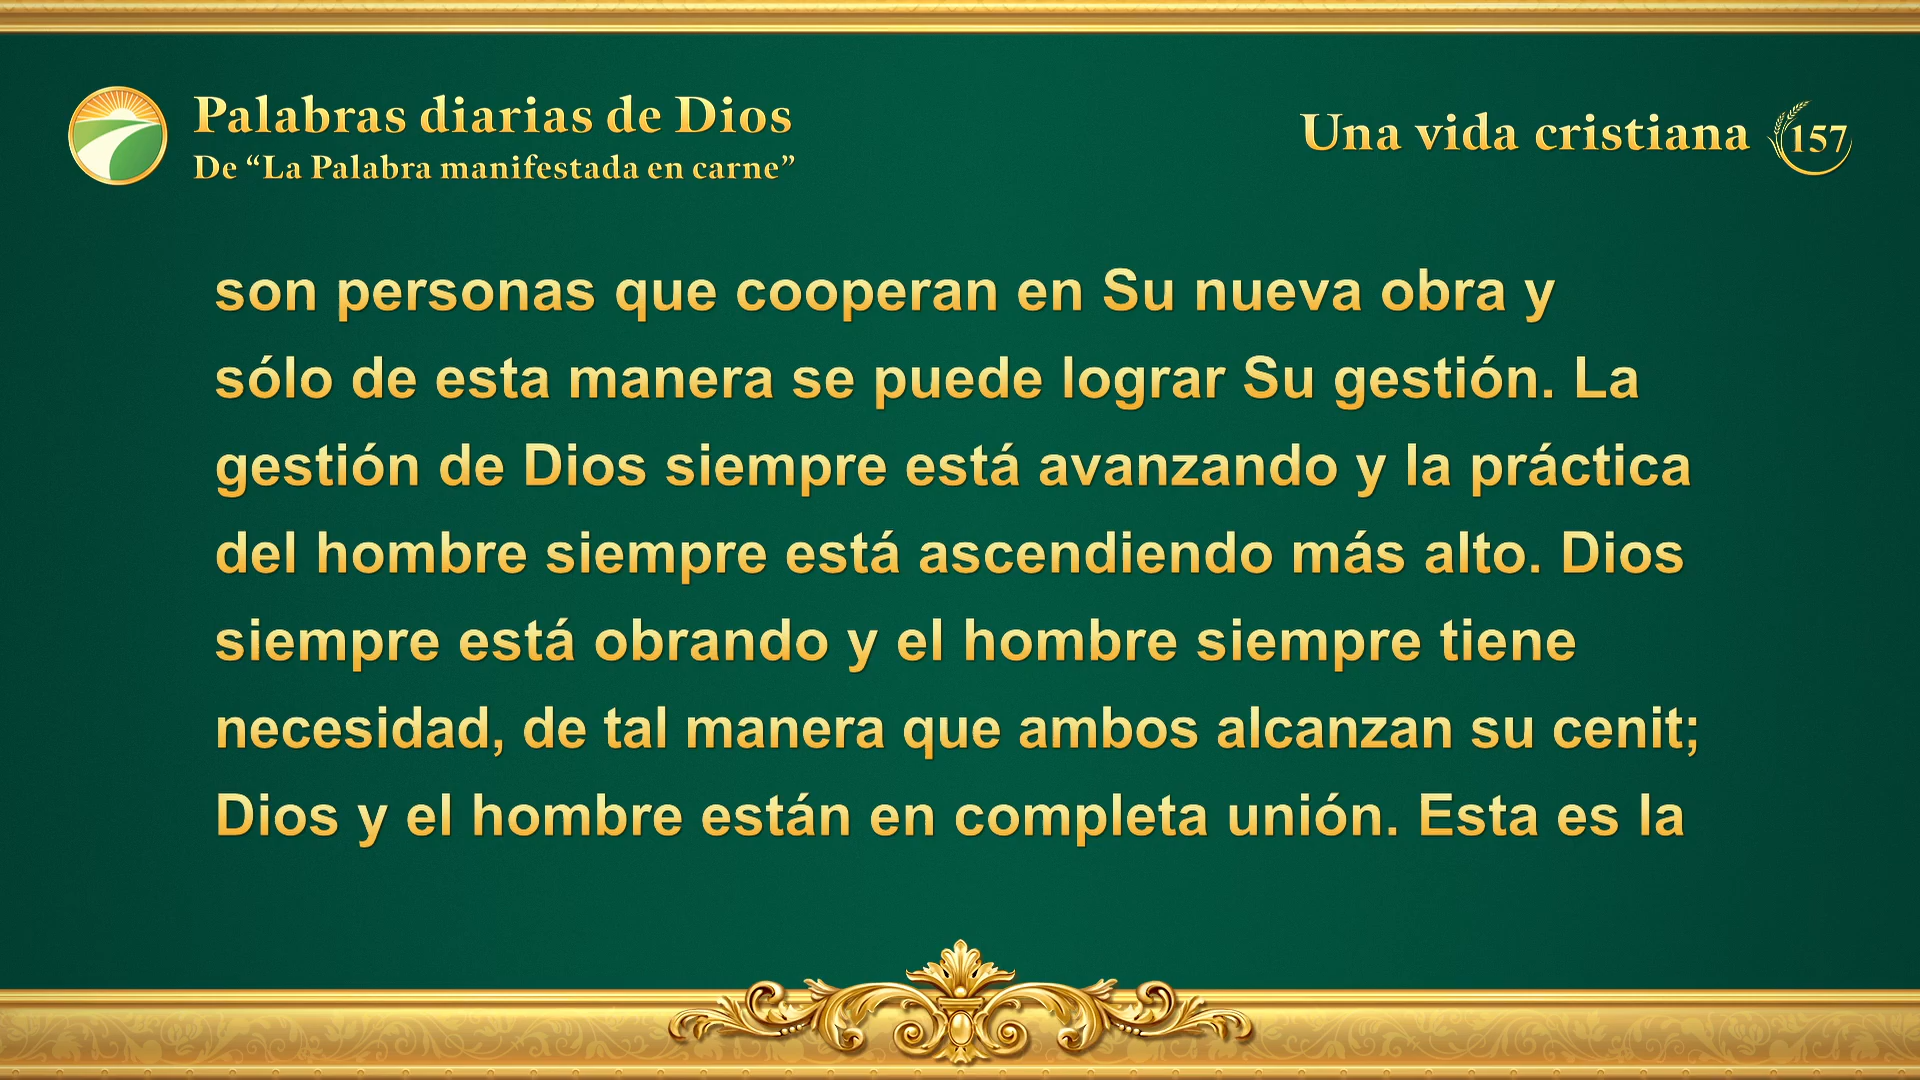 Palabras diarias de Dios
De “La Palabra manifestada en carne”
Una vida cristiana 157
son personas que cooperan en Su nueva obra y
sólo de esta manera se puede lograr Su gestión. La
gestión de Dios siempre está avanzando y la práctica
del hombre siempre está ascendiendo más alto. Dios
siempre está obrando y el hombre siempre tiene
necesidad, de tal manera que ambos alcanzan su cenit;
Dios y el hombre están en completa unión. Esta es la